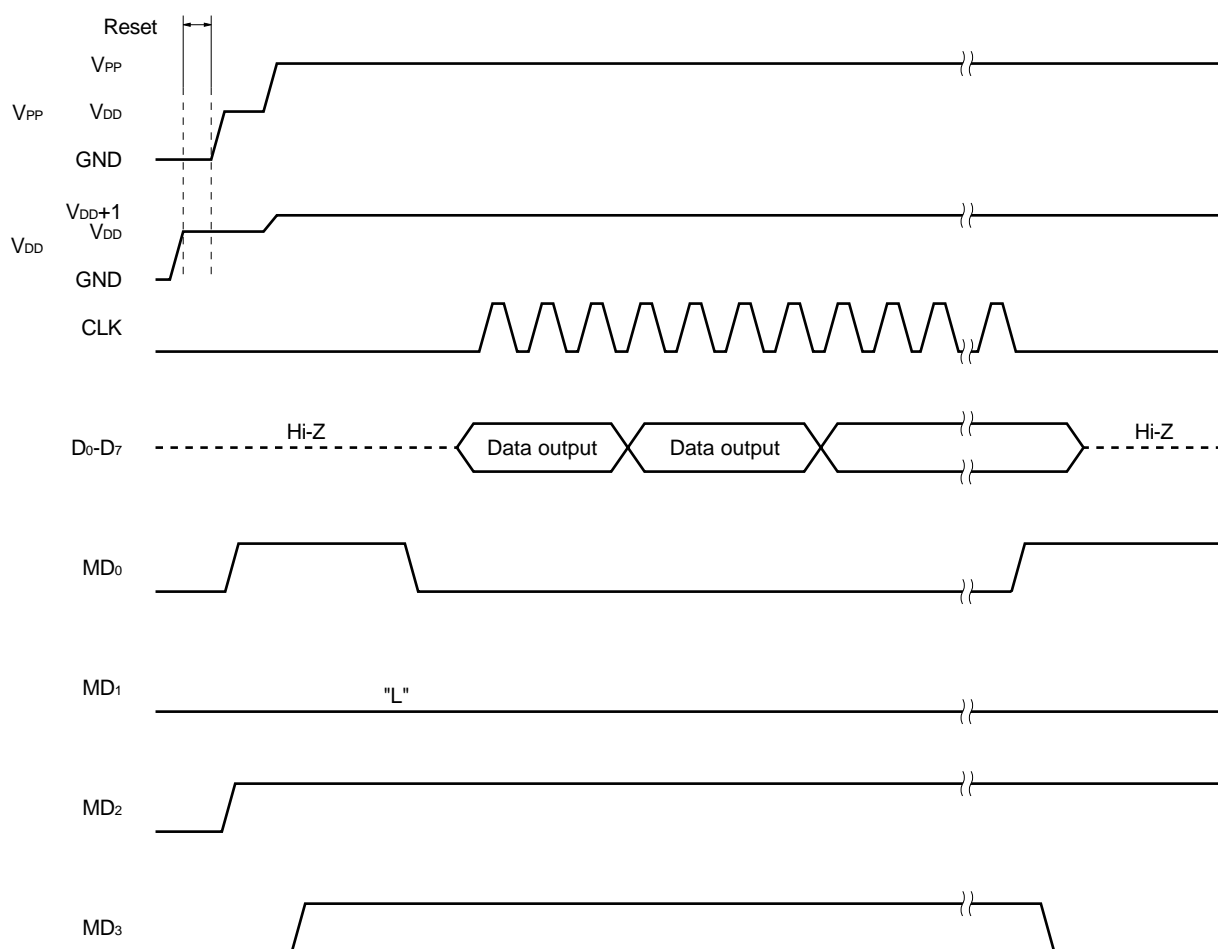 Reset
VPP
VPP VDD
GND
VDD+1
VDD
VDD
GND
CLK
D0-D7 Hi-Z Data output Data output Hi-Z
MD0
MD1 "L"
MD2
MD3